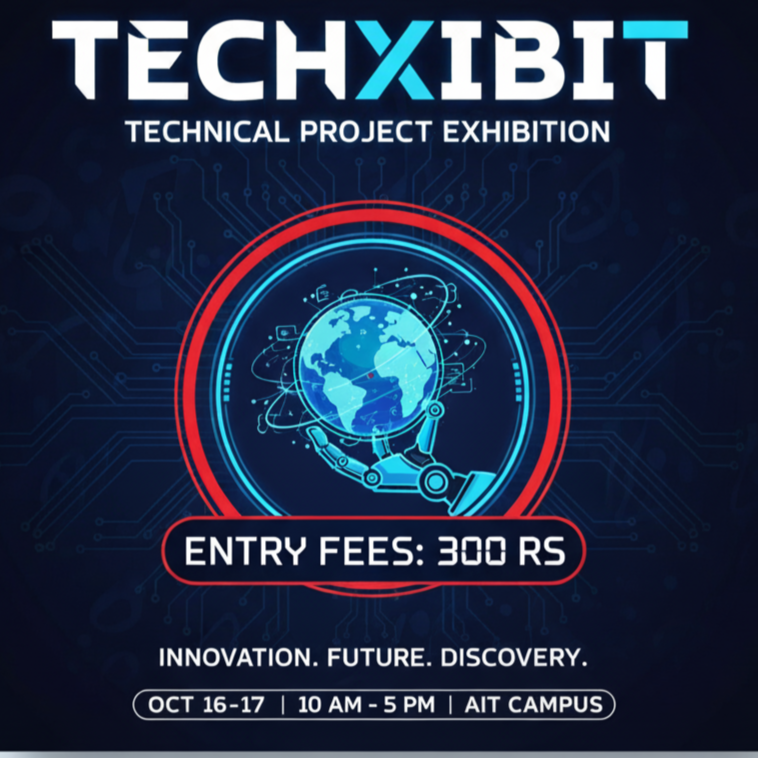 TECHXIBIT
TECHNICAL PROJECT EXHIBITION
ENTRY FEES: 300 RS
INNOVATION. FUTURE. DISCOVERY.
OCT 16-17 | 10 AM - 5 PM | AIT CAMPUS